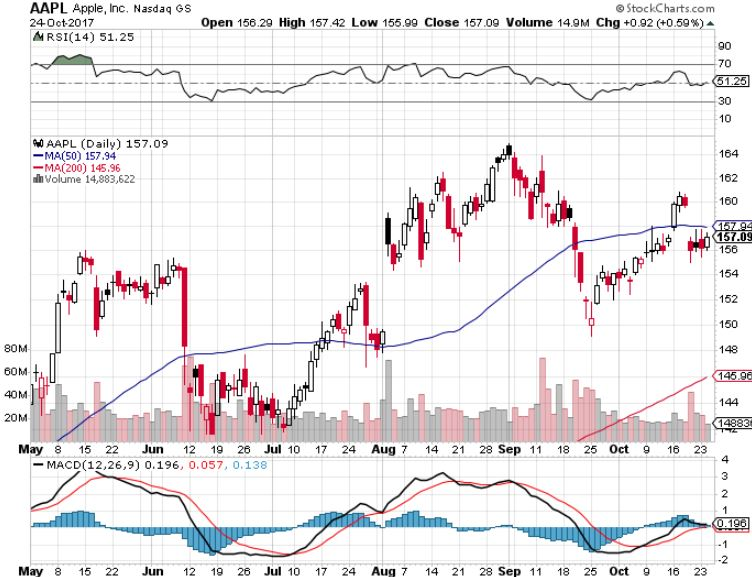 AAPL Apple, Inc. Nasdaq GS © StockCharts.com
24-Oct-2017 Open 156.29 High 157.42 Low 155.99 Close 157.09 Volume 14.9M Chg +0.92 (+0.59%)
RSI(14) 51.25
90
70
51.25
30
10
AAPL (Daily) 157.09
MA(50) 157.94
MA(200) 145.96
Volume 14,883,622
164
162
160
157.94
157.09
156
154
152
150
148
145.96
144
142
80M
60M
40M
20M
May 8 15 22 Jun 12 19 26 Jul 10 17 24 Aug 7 14 21 28 Sep 11 18 25 Oct 9 16 23
MACD(12,26,9) 0.196, 0.057, 0.138
4
3
2
1
0.196
-1
-2
May 8 15 22 Jun 12 19 26 Jul 10 17 24 Aug 7 14 21 28 Sep 11 18 25 Oct 9 16 23